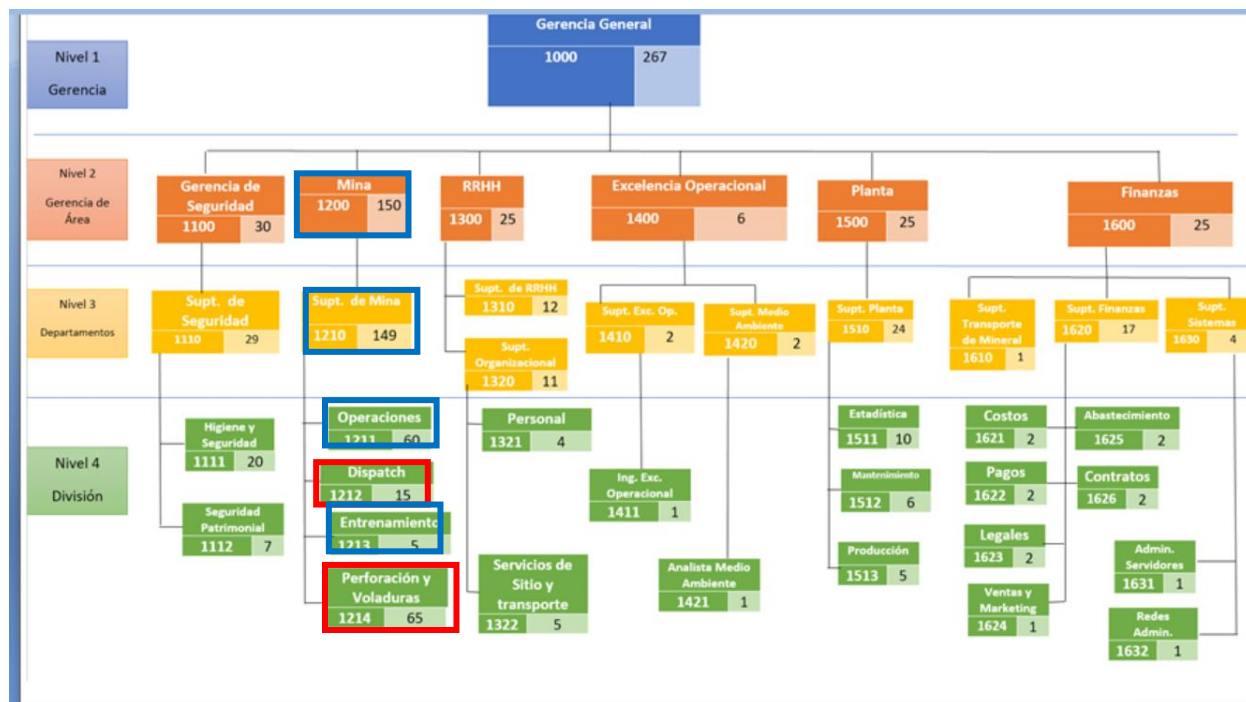 Gerencia General
1000 267
Nivel 1
Gerencia
Nivel 2
Gerencia de
Área
Gerencia de
Seguridad
1100 30
Mina
1200 150
RRHH
1300 25
Excelencia Operacional
1400 6
Planta
1500 25
Finanzas
1600 25
Nivel 3
Departamentos
Supt. de
Seguridad
1110 29
Supt. de Mina
1210 149
Supt. de RRHH
1310 12
Supt.
Organizacional
1320 11
Supt. Exc. Op.
1410 2
Supt. Medio
Ambiente
1420 2
Supt. Planta
1510 24
Supt.
Transporte
de Mineral
1610 1
Supt. Finanzas
1620 17
Supt.
Sistemas
1630 4
Nivel 4
División
Higiene y
Seguridad
1111 20
Seguridad
Patrimonial
1112 7
Operaciones
1211 60
Dispatch
1212 15
Entrenamiento
1213 5
Perforación y
Voladuras
1214 65
Personal
1321 4
Servicios de
Sitio y
transporte
1322 5
Ing. Exc.
Operacional
1411 1
Analista Medio
Ambiente
1421 1
Estadística
1511 10
Mantenimiento
1512 6
Producción
1513 5
Costos
1621 2
Pagos
1622 2
Legales
1623 2
Ventas y
Marketing
1624 1
Abastecimiento
1625 2
Contratos
1626 2
Admin.
Servidores
1631 1
Redes
Admin.
1632 1